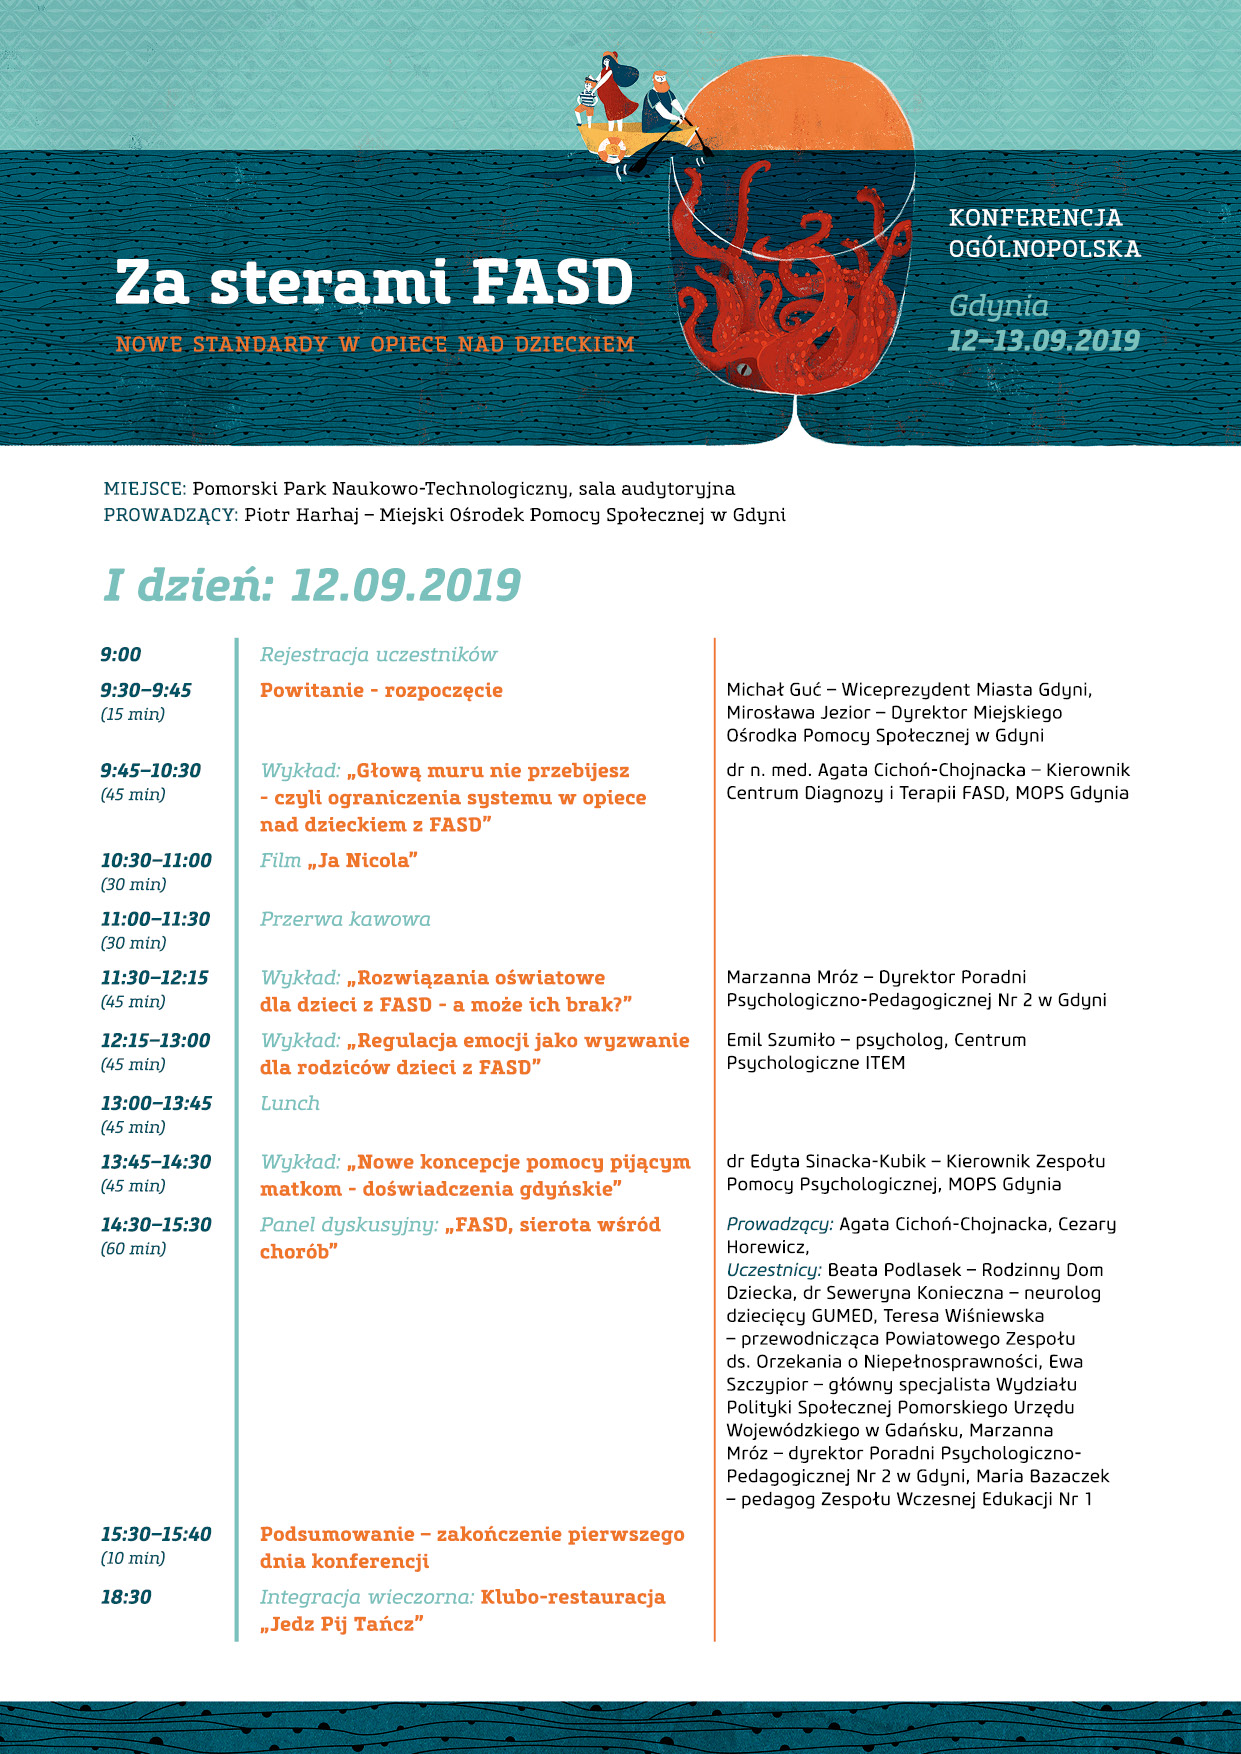 Za sterami FASD
NOWE STANDARDY W OPIECE NAD DZIECKIEM
KONFERENCJA
OGÓLNOPOLSKA
Gdynia
12–13.09.2019
MIEJSCE: Pomorski Park Naukowo-Technologiczny, sala audytoryjna
PROWADZĄCY: Piotr Harhaj – Miejski Ośrodek Pomocy Społecznej w Gdyni
I dzień: 12.09.2019
9:00
Rejestracja uczestników
9:30–9:45
(15 min)
Powitanie - rozpoczęcie
Michał Guć – Wiceprezydent Miasta Gdyni,
Mirosława Jezior – Dyrektor Miejskiego
Ośrodka Pomocy Społecznej w Gdyni
9:45–10:30
(45 min)
Wykład: „Głową muru nie przebijesz
- czyli ograniczenia systemu w opiece
nad dzieckiem z FASD”
dr n. med. Agata Cichoń-Chojnacka – Kierownik
Centrum Diagnozy i Terapii FASD, MOPS Gdynia
10:30–11:00
(30 min)
Film „Ja Nicola”
11:00–11:30
(30 min)
Przerwa kawowa
11:30–12:15
(45 min)
Wykład: „Rozwiązania oświatowe
dla dzieci z FASD - a może ich brak?”
Marzanna Mróz – Dyrektor Poradni
Psychologiczno-Pedagogicznej Nr 2 w Gdyni
12:15–13:00
(45 min)
Wykład: „Regulacja emocji jako wyzwanie
dla rodziców dzieci z FASD”
Emil Szumiło – psycholog, Centrum
Psychologiczne ITEM
13:00–13:45
(45 min)
Lunch
13:45–14:30
(45 min)
Wykład: „Nowe koncepcje pomocy pijącym
matkom - doświadczenia gdyńskie”
dr Edyta Sinacka-Kubik – Kierownik Zespołu
Pomocy Psychologicznej, MOPS Gdynia
14:30–15:30
(60 min)
Panel dyskusyjny: „FASD, sierota wśród
chorób”
Prowadzący: Agata Cichoń-Chojnacka, Cezary
Horewicz,
Uczestnicy: Beata Podlasek – Rodzinny Dom
Dziecka, dr Seweryna Konieczna – neurolog
dziecięcy GUMED, Teresa Wiśniewska
– przewodnicząca Powiatowego Zespołu
ds. Orzekania o Niepełnosprawności, Ewa
Szczypior – główny specjalista Wydziału
Polityki Społecznej Pomorskiego Urzędu
Wojewódzkiego w Gdańsku, Marzanna
Mróz – dyrektor Poradni Psychologiczno-
Pedagogicznej Nr 2 w Gdyni, Maria Bazaczek
– pedagog Zespołu Wczesnej Edukacji Nr 1
15:30–15:40
(10 min)
Podsumowanie – zakończenie pierwszego
dnia konferencji
18:30
Integracja wieczorna: Klubo-restauracja
„Jedz Pij Tańcz”